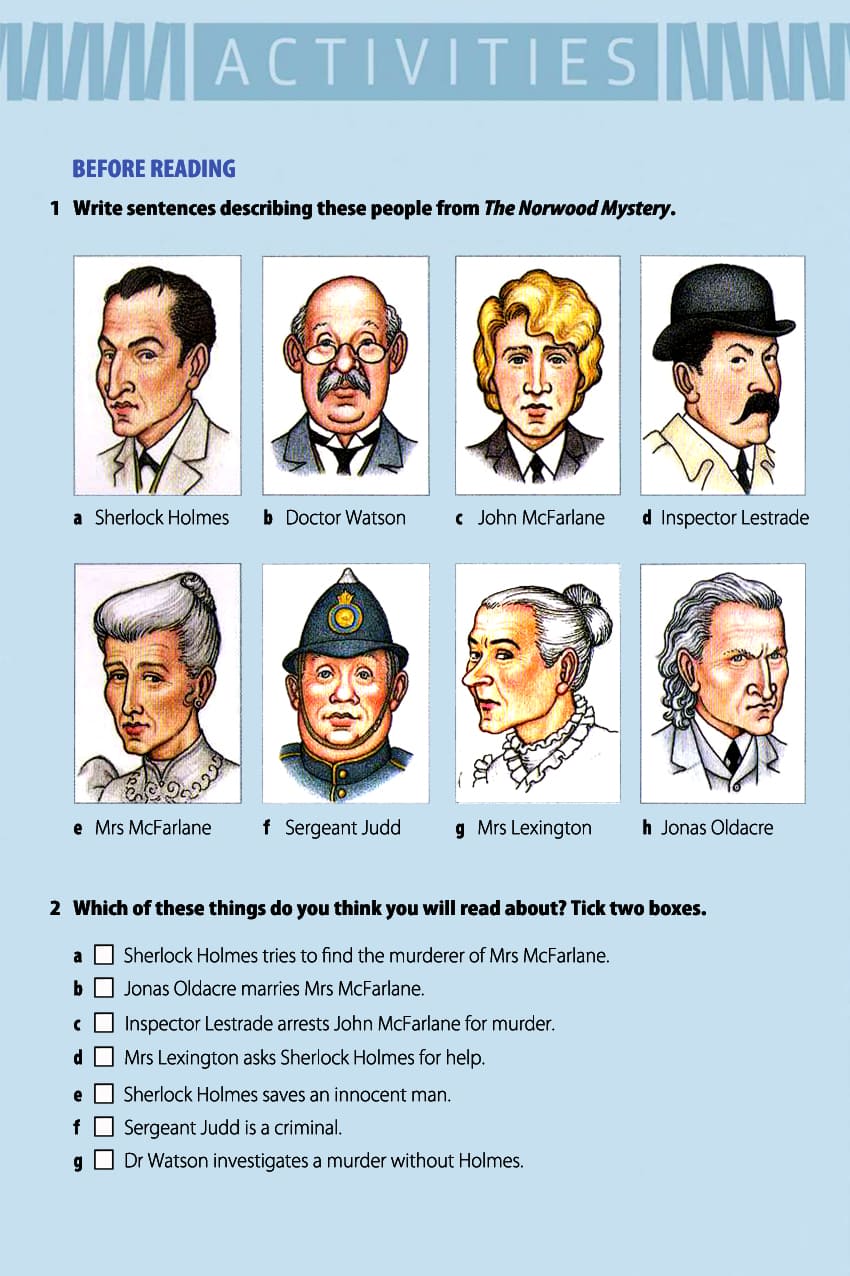 ACTIVITIES
BEFORE READING
1 Write sentences describing these people from The Norwood Mystery.
a Sherlock Holmes b Doctor Watson c John McFarlane d Inspector Lestrade
e Mrs McFarlane f Sergeant Judd g Mrs Lexington h Jonas Oldacre
2 Which of these things do you think you will read about? Tick two boxes.
a Sherlock Holmes tries to find the murderer of Mrs McFarlane.
b Jonas Oldacre marries Mrs McFarlane.
c Inspector Lestrade arrests John McFarlane for murder.
d Mrs Lexington asks Sherlock Holmes for help.
e Sherlock Holmes saves an innocent man.
f Sergeant Judd is a criminal.
g Dr Watson investigates a murder without Holmes.